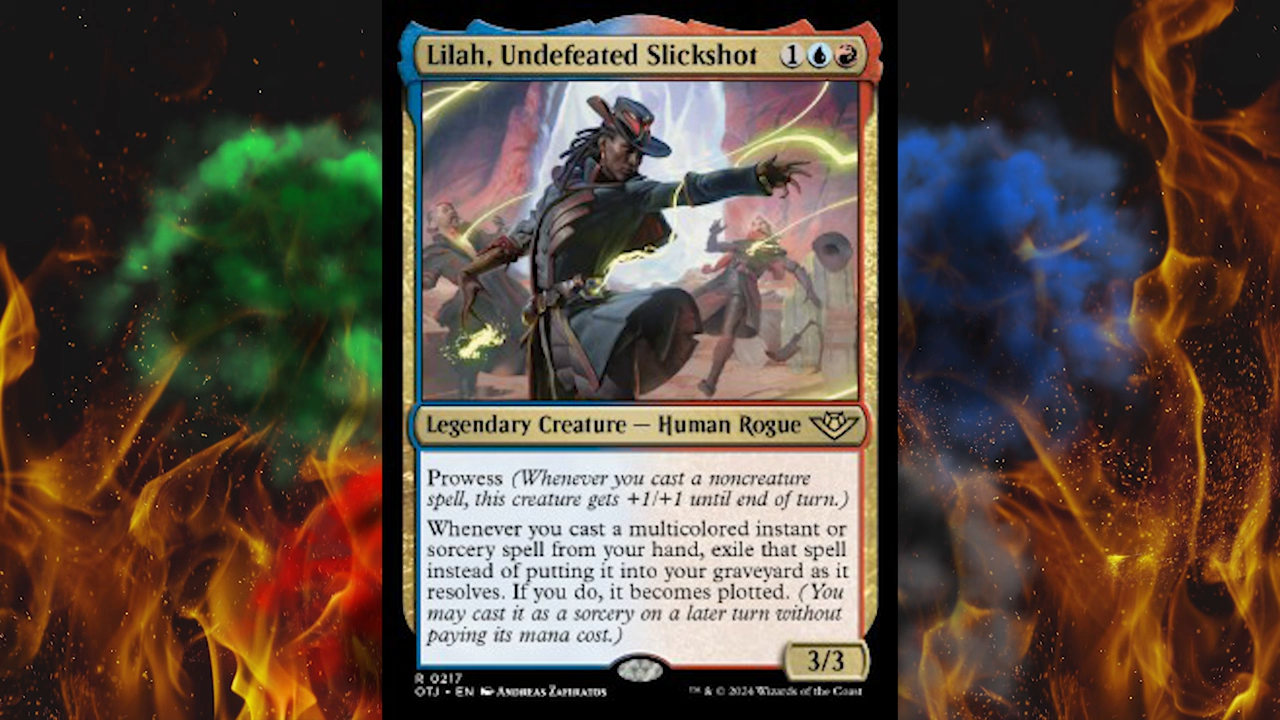 Lilah, Undefeated Slickshot 1
Legendary Creature — Human Rogue
Prowess (Whenever you cast a noncreature
spell, this creature gets +1/+1 until end of turn.)
Whenever you cast a multicolored instant or
sorcery spell from your hand, exile that spell
instead of putting it into your graveyard as it
resolves. If you do, it becomes plotted. (You
may cast it as a sorcery on a later turn without
paying its mana cost.)
3/3
R 0217
OTJ • EN Andreas Zafiratos
™ & © 2024 Wizards of the Coast